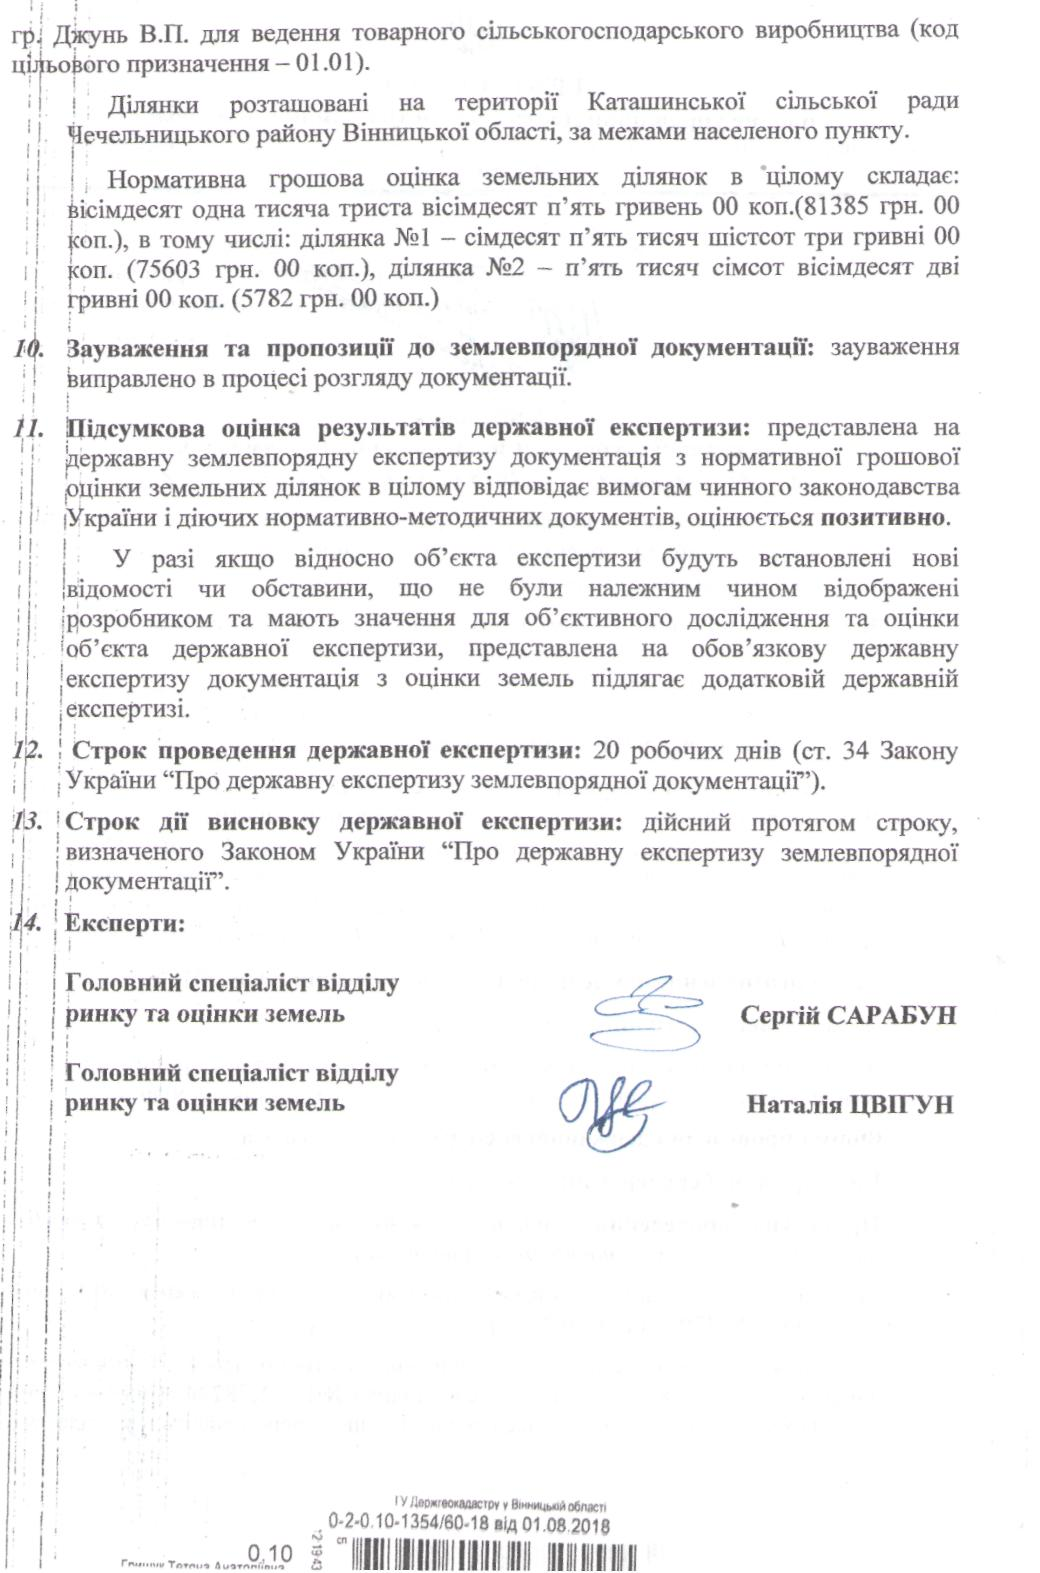 гр. Джунь В.П. для ведення товарного сільськогосподарського виробництва (код
цільового призначення – 01.01).
Ділянки розташовані на території Каташинської сільської ради
Чечельницького району Вінницької області, за межами населеного пункту.
Нормативна грошова оцінка земельних ділянок в цілому складає:
вісімдесят одна тисяча триста вісімдесят п’ять гривень 00 коп.(81385 грн. 00
коп.), в тому числі: ділянка №1 – сімдесят п’ять тисяч шістсот три гривні 00
коп. (75603 грн. 00 коп.), ділянка №2 – п’ять тисяч сімсот вісімдесят дві
гривні 00 коп. (5782 грн. 00 коп.)
10. Зауваження та пропозиції до землевпорядної документації: зауваження
виправлено в процесі розгляду документації.
11. Підсумкова оцінка результатів державної експертизи: представлена на
державну землевпорядну експертизу документація з нормативної грошової
оцінки земельних ділянок в цілому відповідає вимогам чинного законодавства
України і діючих нормативно-методичних документів, оцінюється позитивно.
У разі якщо відносно об’єкта експертизи будуть встановлені нові
відомості чи обставини, що не були належним чином відображені
розробником та мають значення для об’єктивного дослідження та оцінки
об’єкта державної експертизи, представлена на обов’язкову державну
експертизу документація з оцінки земель підлягає додатковій державній
експертизі.
12. Строк проведення державної експертизи: 20 робочих днів (ст. 34 Закону
України “Про державну експертизу землевпорядної документації”).
13. Строк дії висновку державної експертизи: дійсний протягом строку,
визначеного Законом України “Про державну експертизу землевпорядної
документації”.
14. Експерти:
Головний спеціаліст відділу
ринку та оцінки земель Сергій САРАБУН
Головний спеціаліст відділу
ринку та оцінки земель Наталія ЦВІГУН
ГУ Держгеокадастру у Вінницькій області
0-2-0.10-1354/60-18 від 01.08.2018
0.10